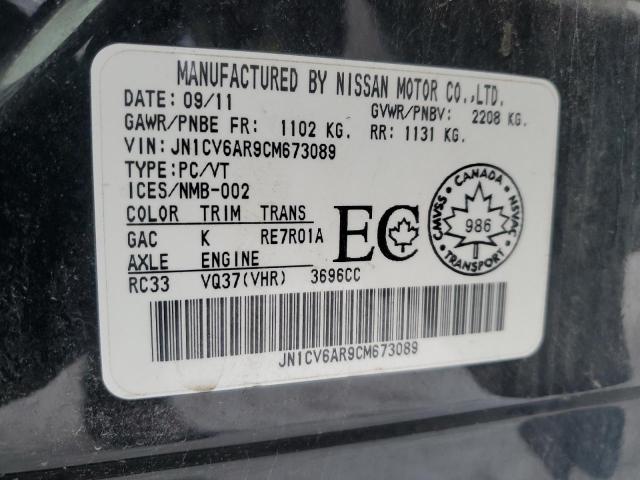 MANUFACTURED BY NISSAN MOTOR CO.,LTD.
DATE: 09/11 GVWR/PNBV: 2208 KG.
GAWR/PNBE FR: 1102 KG. RR: 1131 KG.
VIN: JN1CV6AR9CM673089
TYPE:PC/VT
ICES/NMB-002
COLOR TRIM TRANS
GAC K RE7R01A
AXLE ENGINE
RC33 VQ37(VHR) 3696CC
EC
CANADA
CMVSS 986 NSVAC
TRANSPORT
JN1CV6AR9CM673089